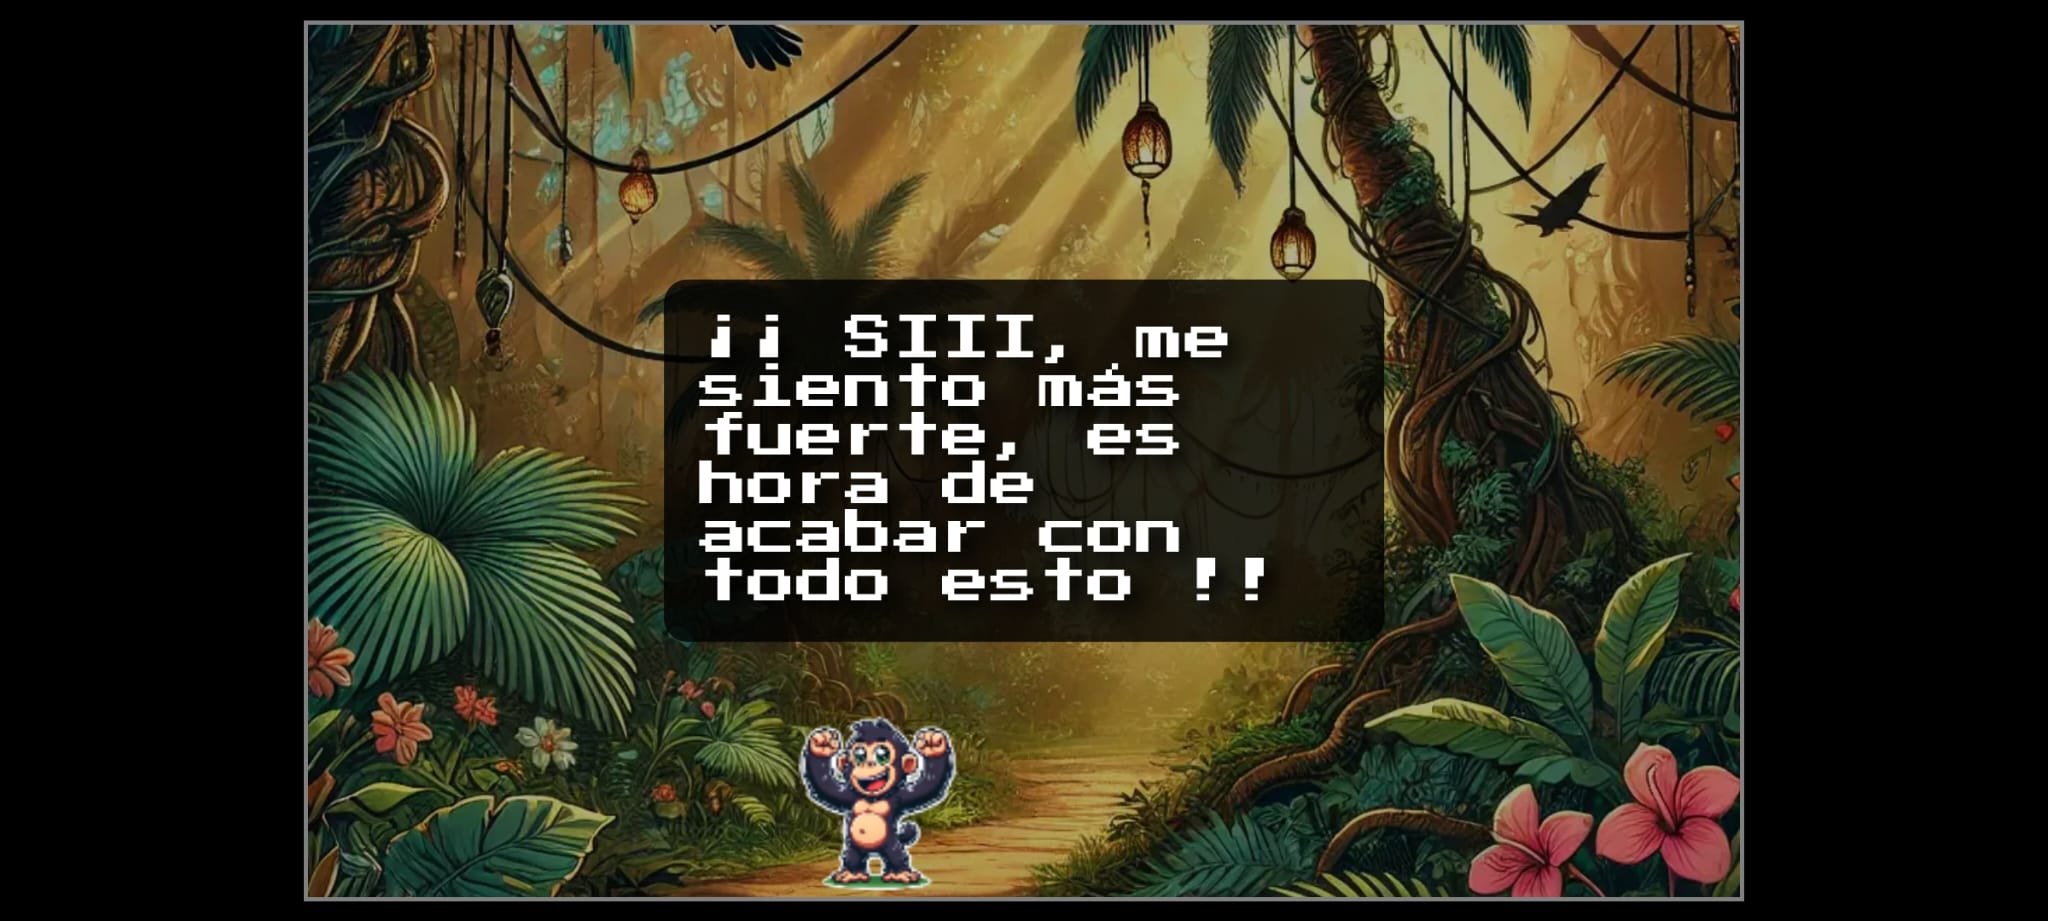 ¡¡ SIII, me
siento más
fuerte, es
hora de
acabar con
todo esto !!